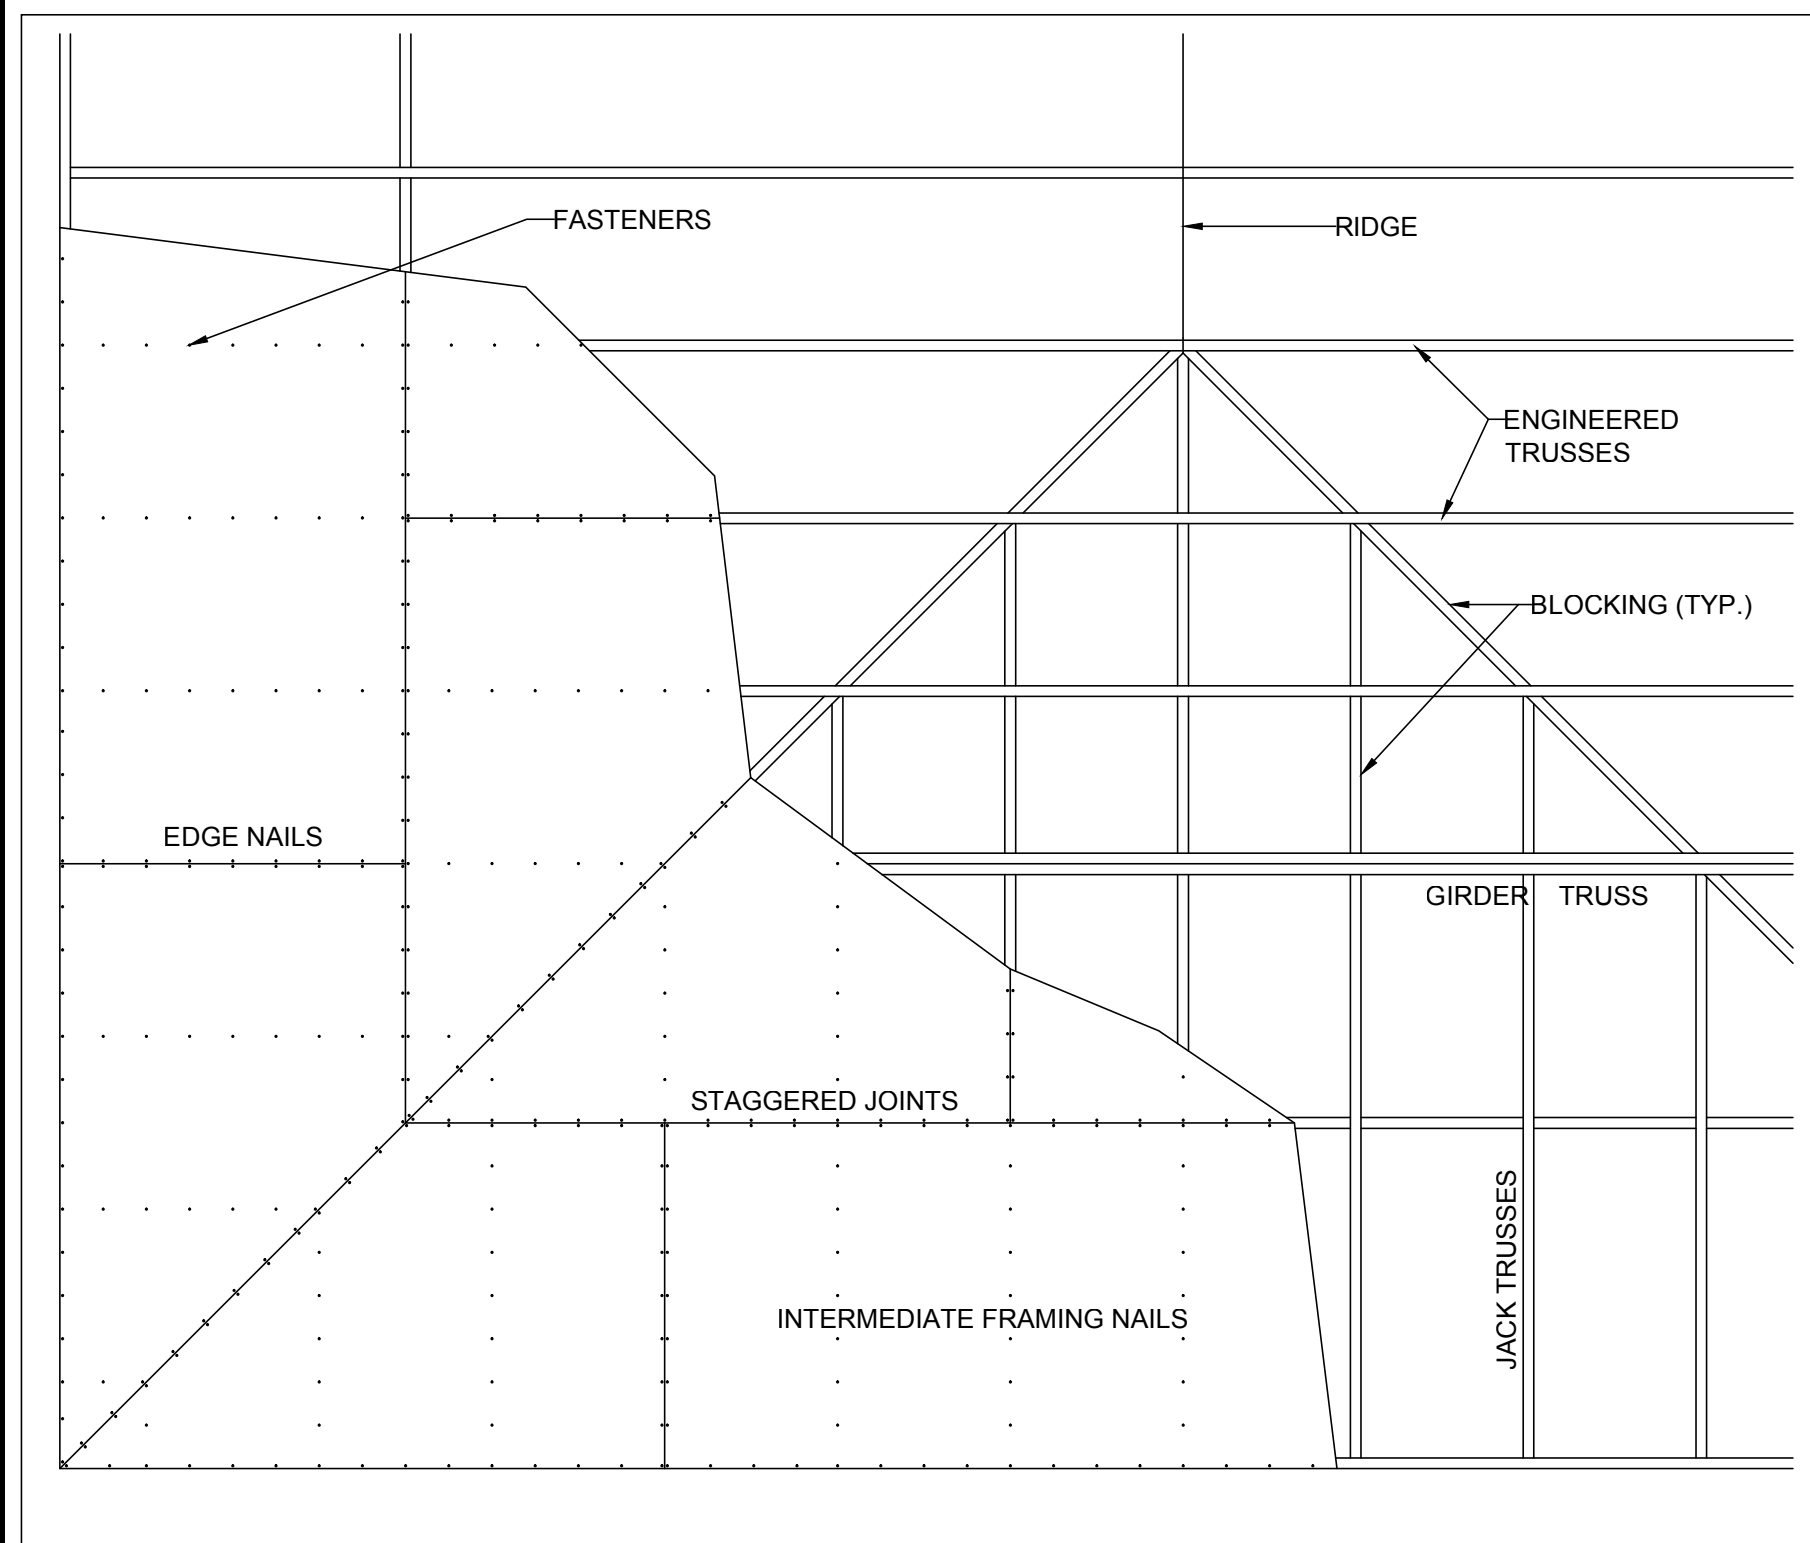 FASTENERS
RIDGE
ENGINEERED
TRUSSES
BLOCKING (TYP.)
EDGE NAILS
GIRDER TRUSS
STAGGERED JOINTS
JACK TRUSSES
INTERMEDIATE FRAMING NAILS